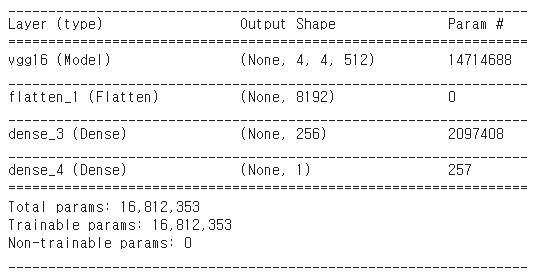 _________________________________________________________________
Layer (type) Output Shape Param #
=================================================================
vgg16 (Model) (None, 4, 4, 512) 14714688
_________________________________________________________________
flatten_1 (Flatten) (None, 8192) 0
_________________________________________________________________
dense_3 (Dense) (None, 256) 2097408
_________________________________________________________________
dense_4 (Dense) (None, 1) 257
=================================================================
Total params: 16,812,353
Trainable params: 16,812,353
Non-trainable params: 0
_________________________________________________________________